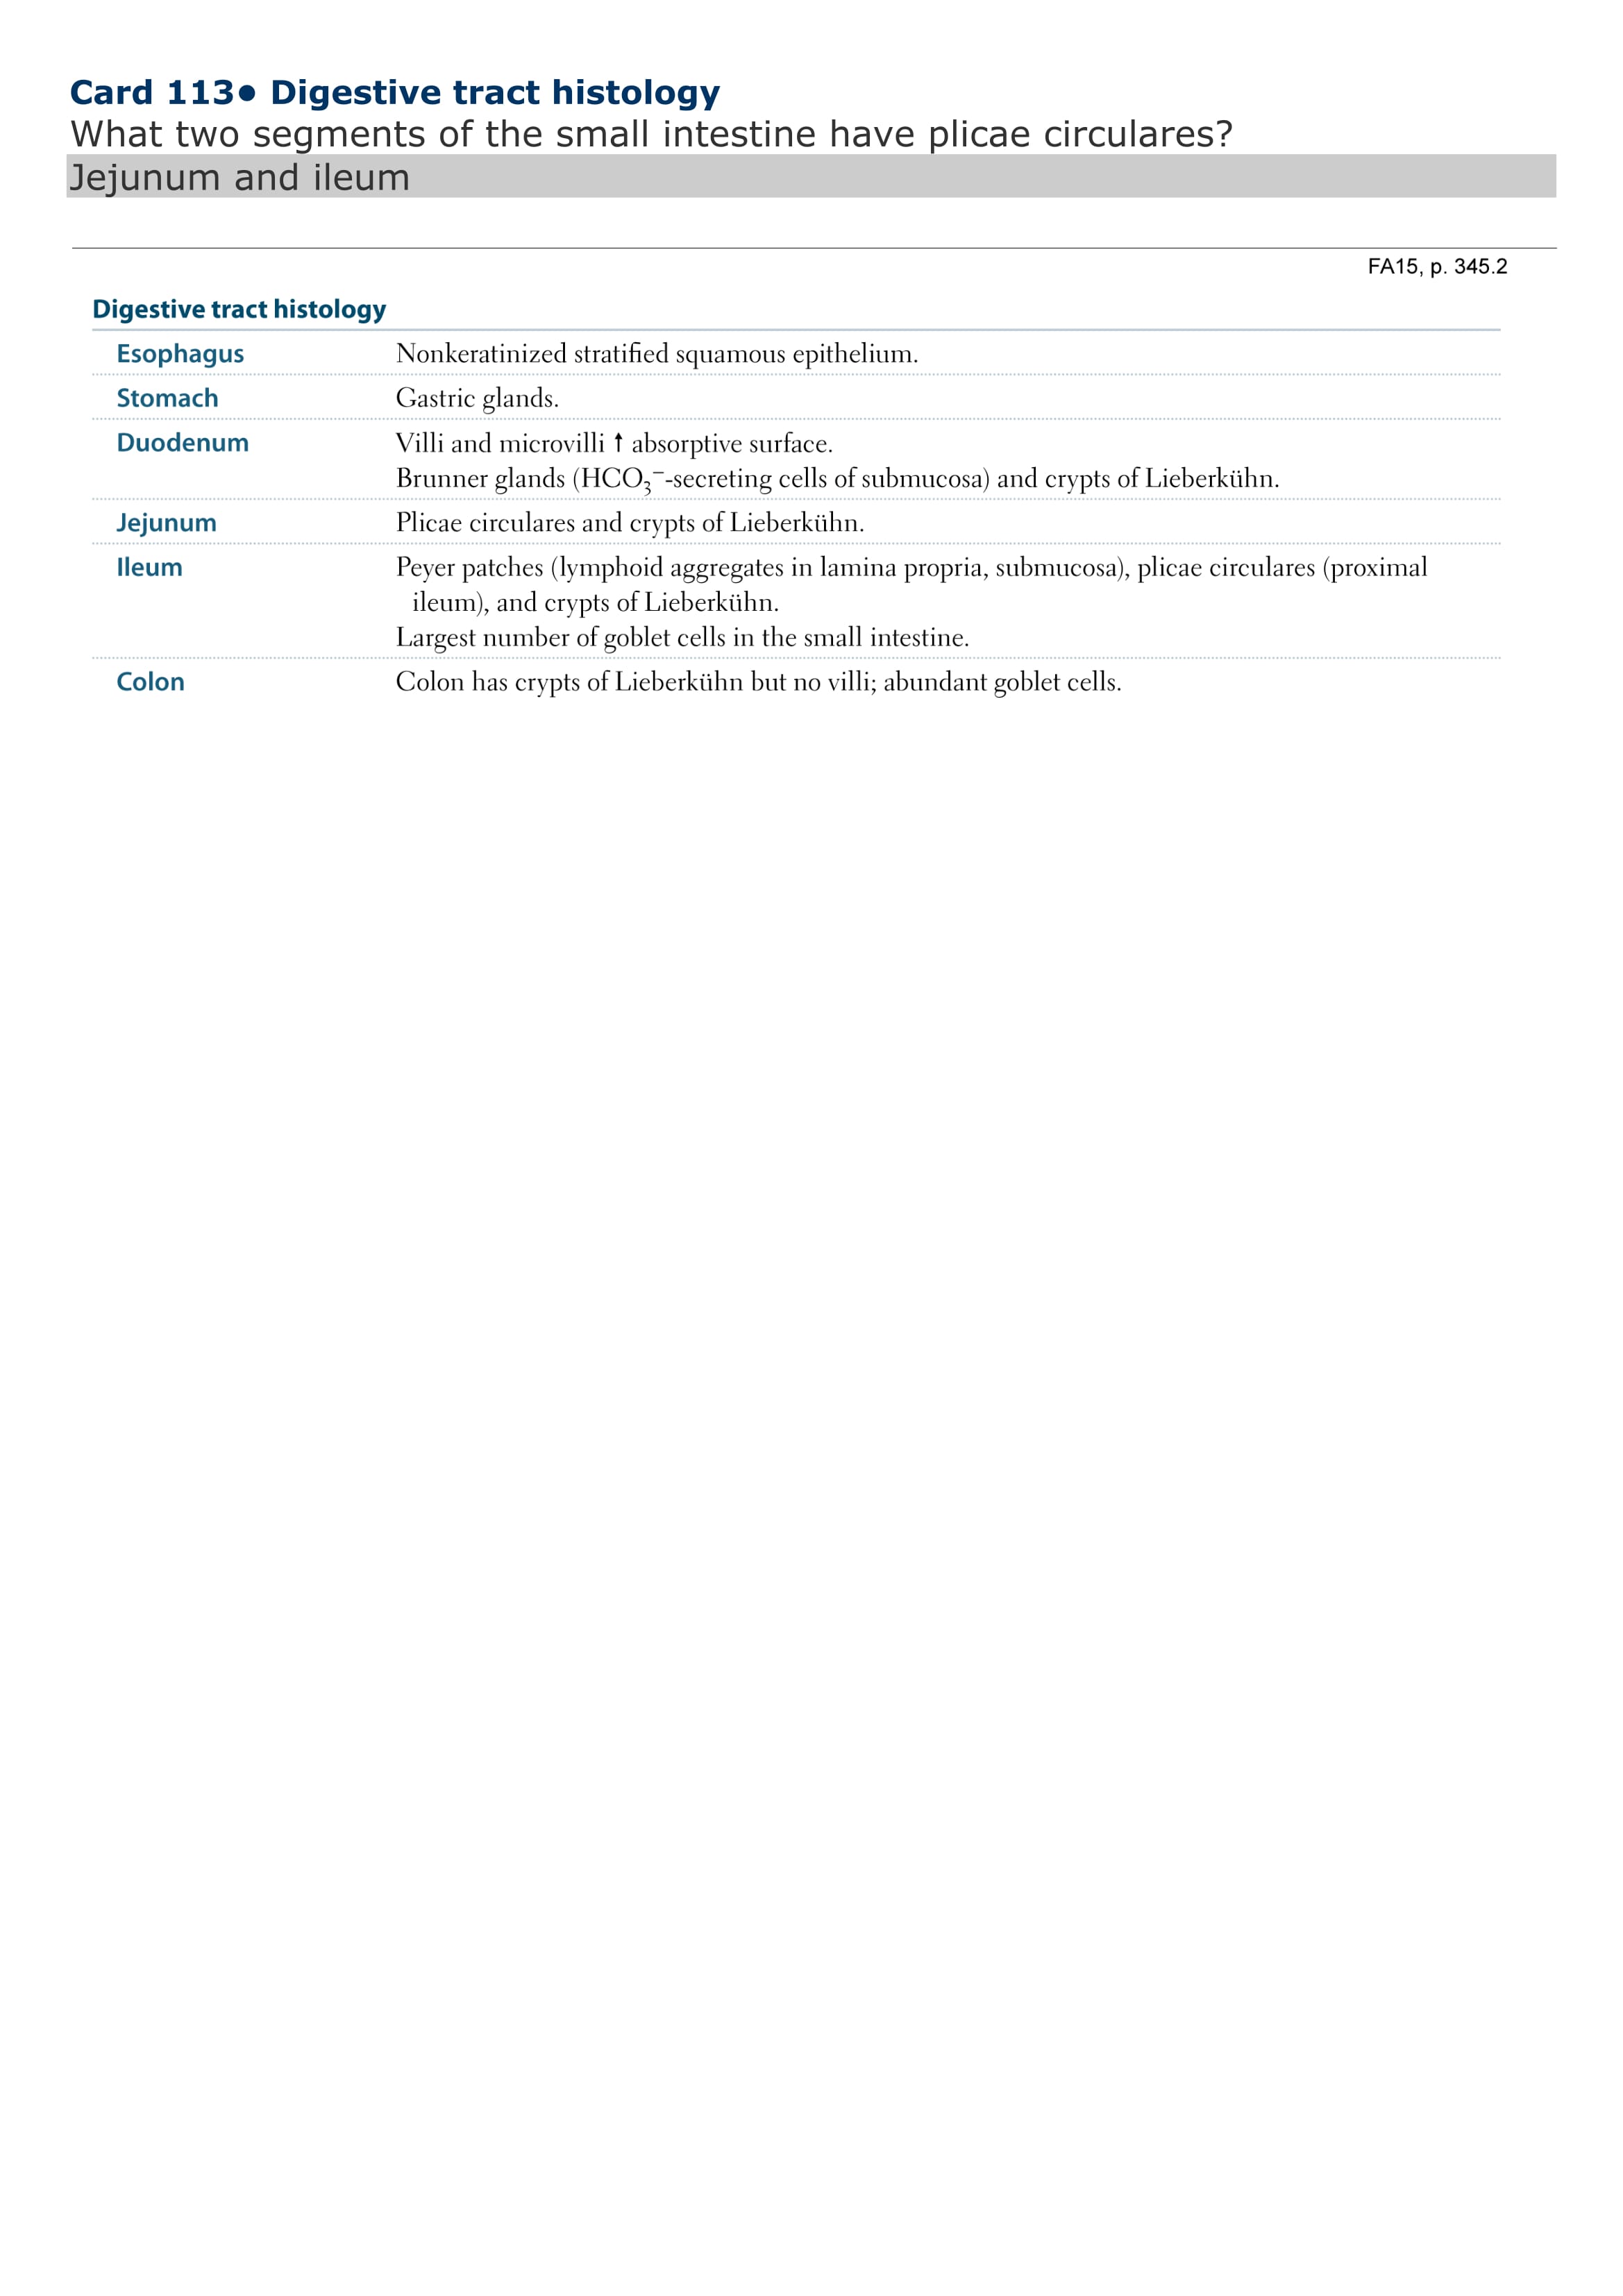 Card 113• Digestive tract histology
What two segments of the small intestine have plicae circulares?
Jejunum and ileum
FA15, p. 345.2
Digestive tract histology
Esophagus Nonkeratinized stratified squamous epithelium.
Stomach Gastric glands.
Duodenum Villi and microvilli ↑ absorptive surface.
Brunner glands (HCO₃⁻-secreting cells of submucosa) and crypts of Lieberkühn.
Jejunum Plicae circulares and crypts of Lieberkühn.
Ileum Peyer patches (lymphoid aggregates in lamina propria, submucosa), plicae circulares (proximal
ileum), and crypts of Lieberkühn.
Largest number of goblet cells in the small intestine.
Colon Colon has crypts of Lieberkühn but no villi; abundant goblet cells.